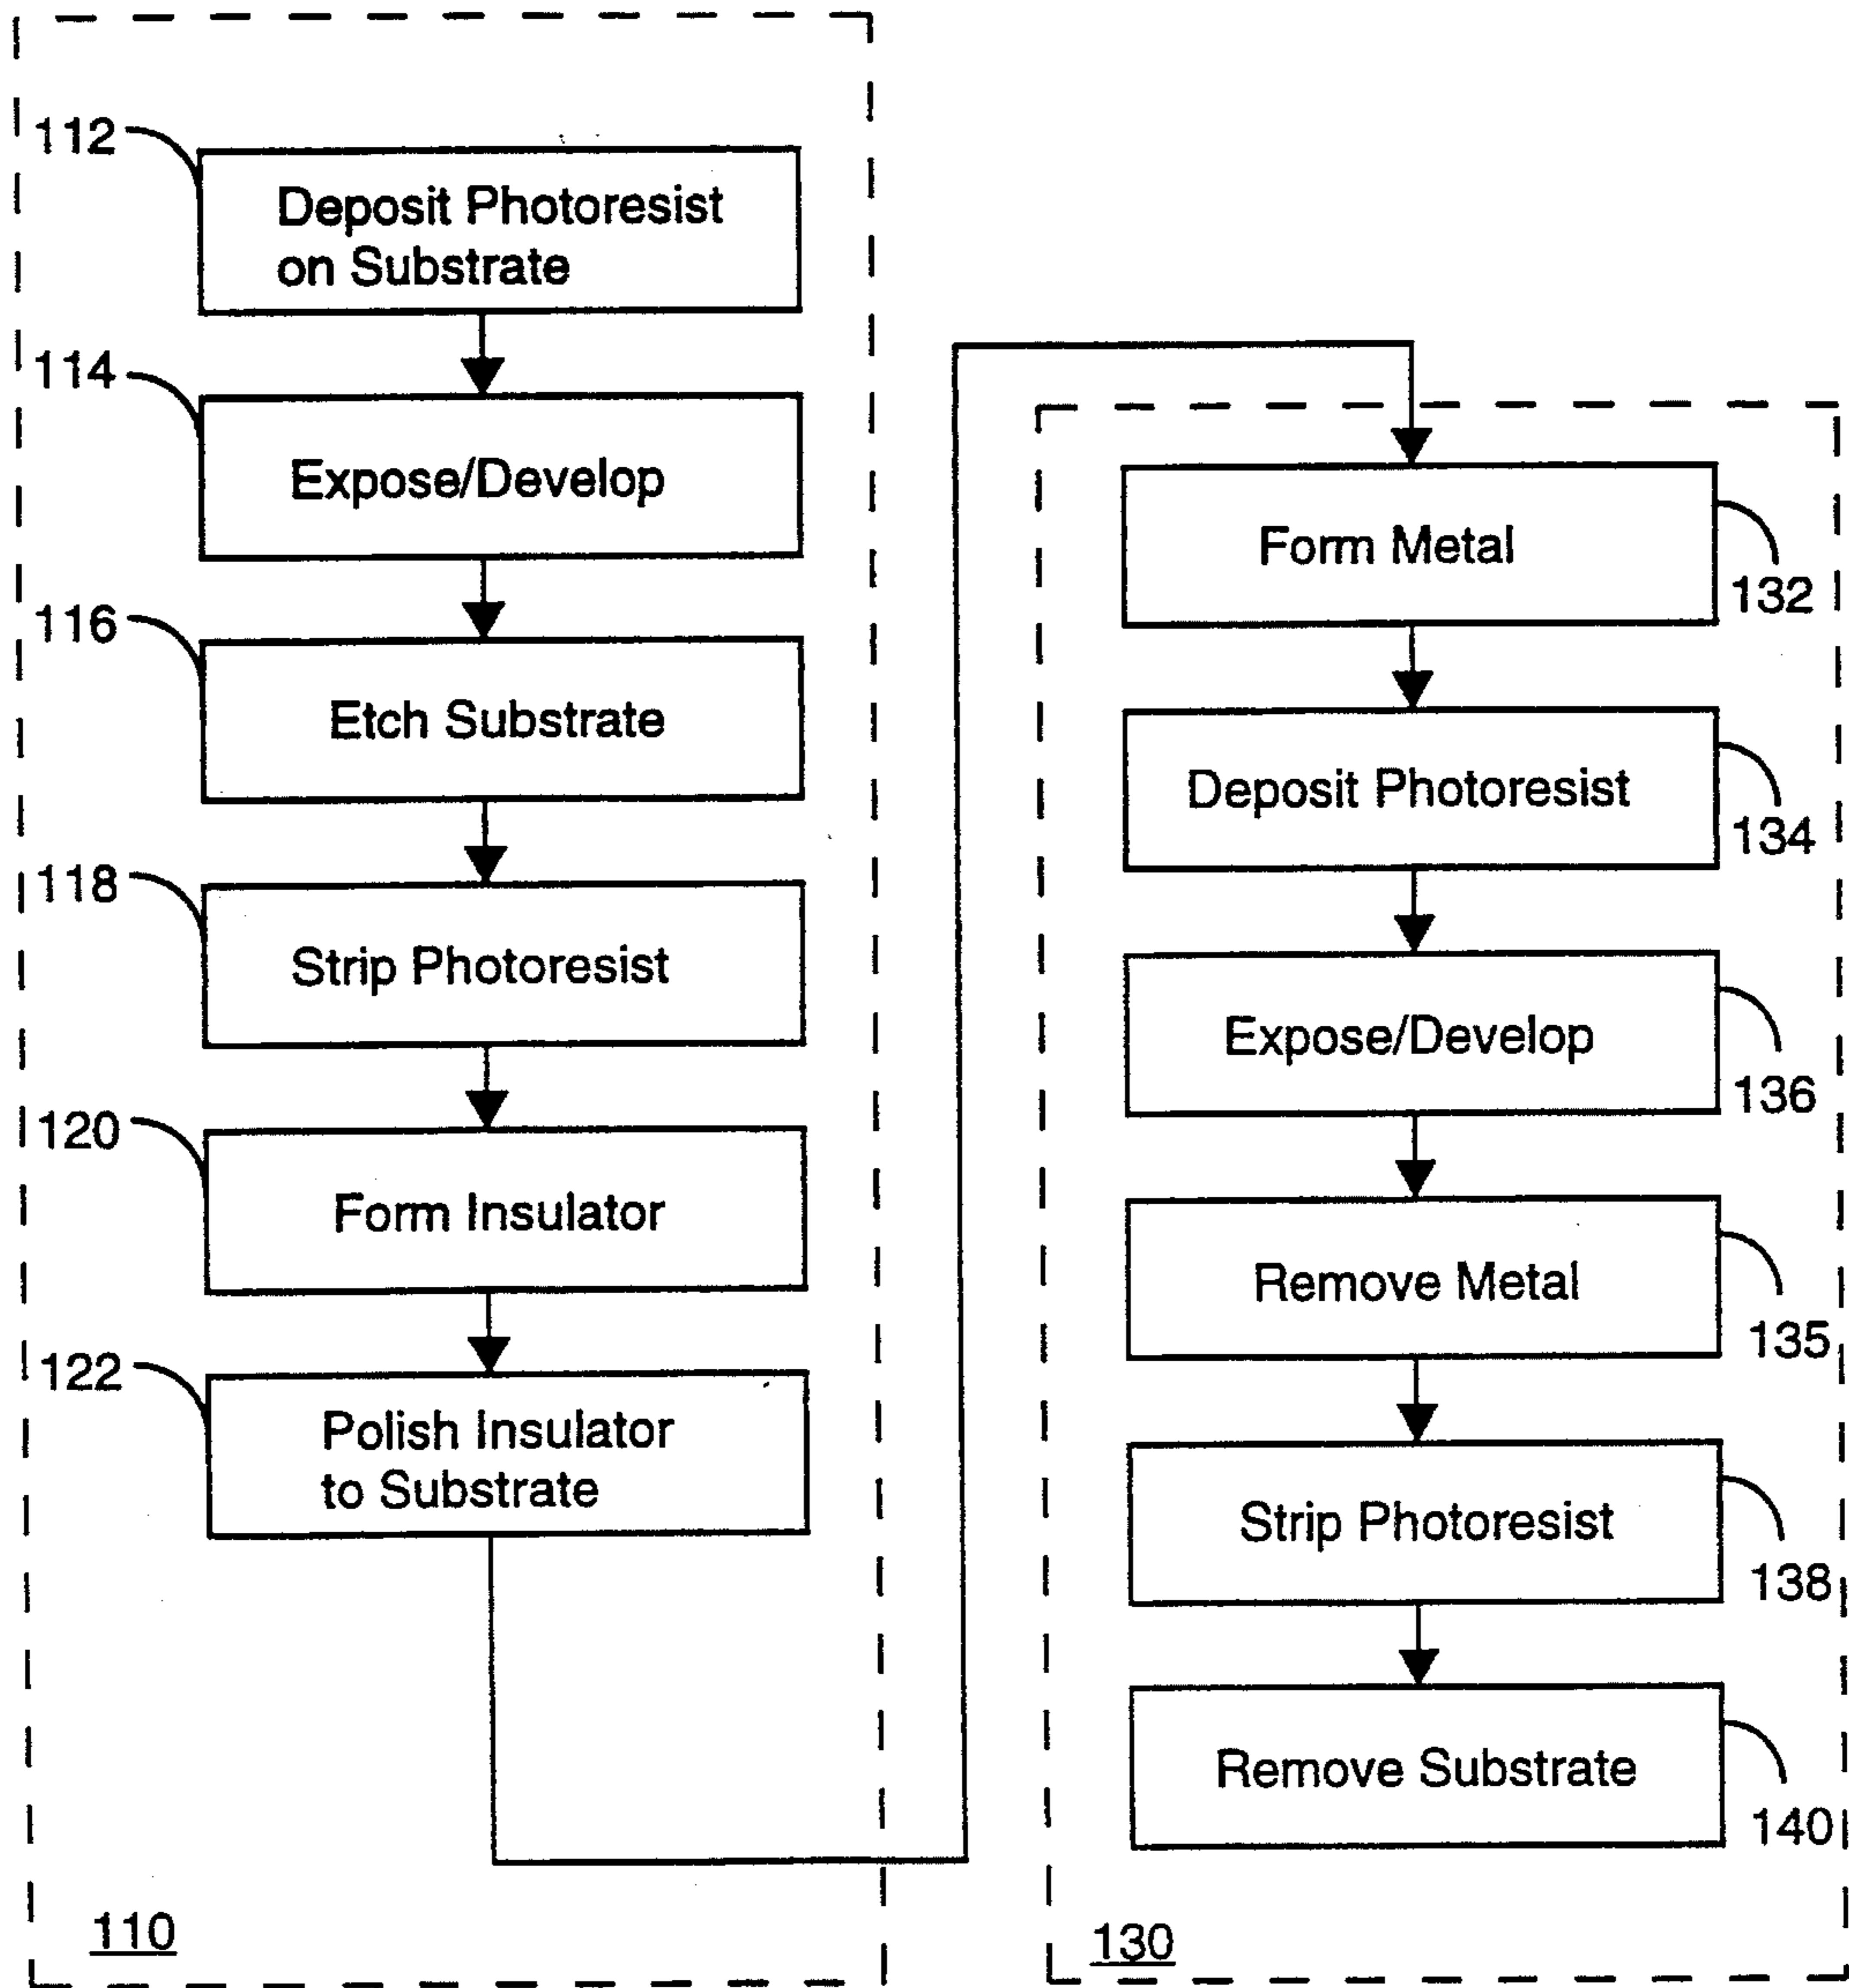 112
Deposit Photoresist
on Substrate
114
Expose/Develop
116
Etch Substrate
118
Strip Photoresist
120
Form Insulator
122
Polish Insulator
to Substrate
110
Form Metal
132
Deposit Photoresist
134
Expose/Develop
136
Remove Metal
135
Strip Photoresist
138
Remove Substrate
140
130